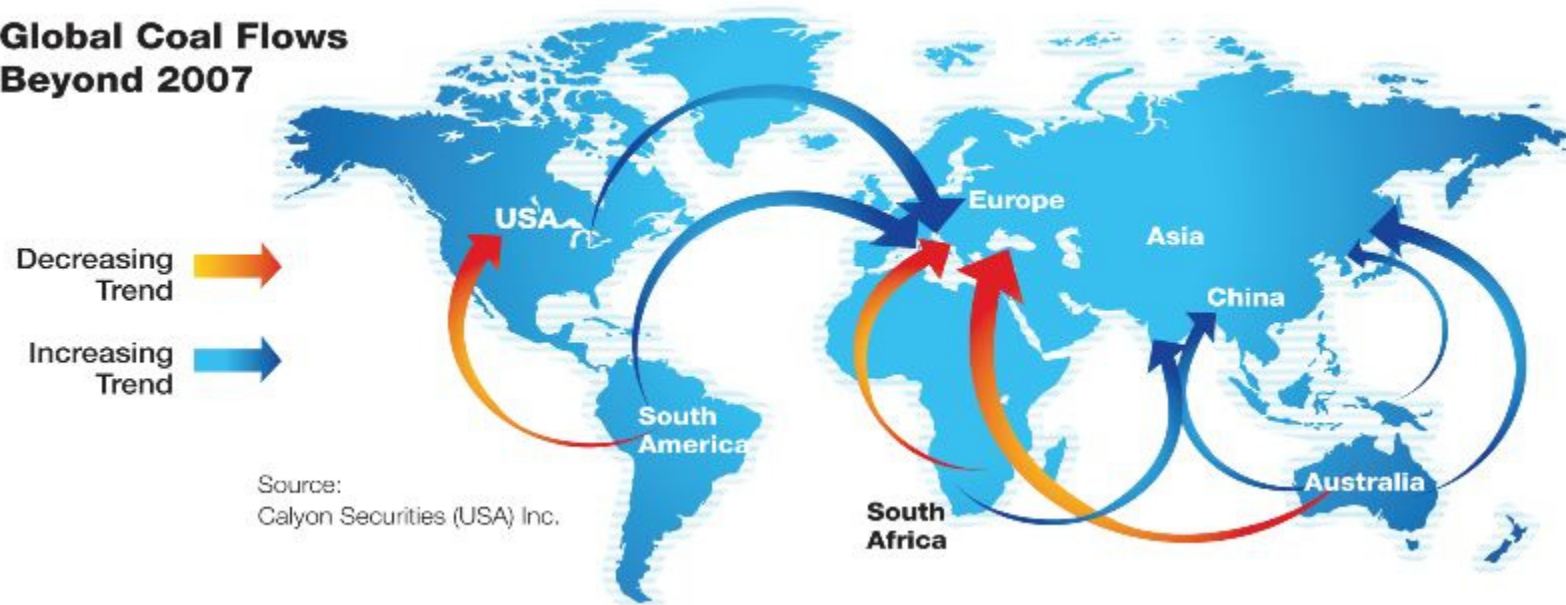 Global Coal Flows
Beyond 2007
Decreasing
Trend
Increasing
Trend
USA
Europe
Asia
China
South
America
South
Africa
Australia
Source:
Calyon Securities (USA) Inc.